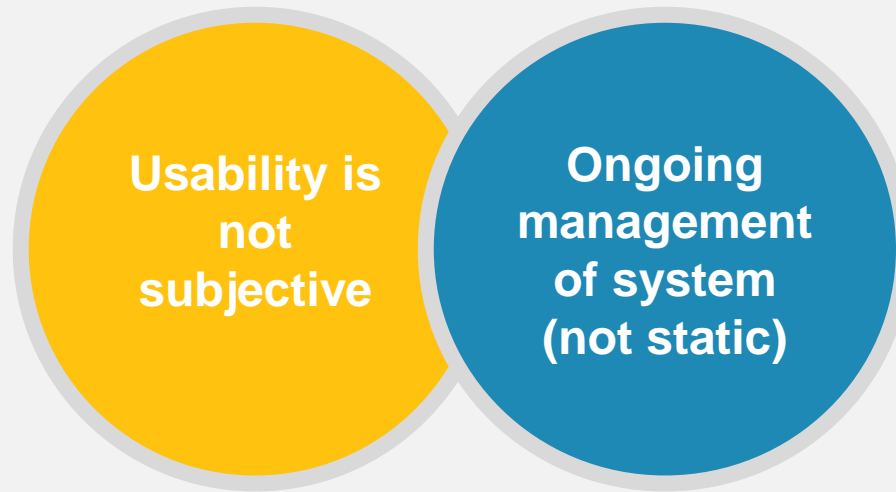 Usability is
not
subjective
Ongoing
management
of system
(not static)